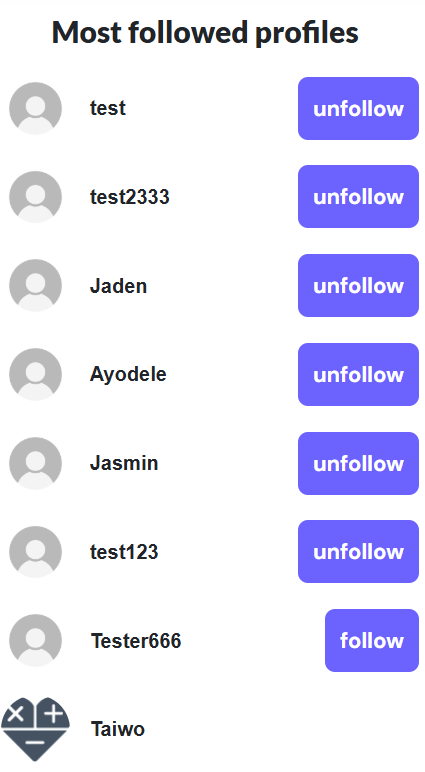 Most followed profiles
test unfollow
test2333 unfollow
Jaden unfollow
Ayodele unfollow
Jasmin unfollow
test123 unfollow
Tester666 follow
Taiwo